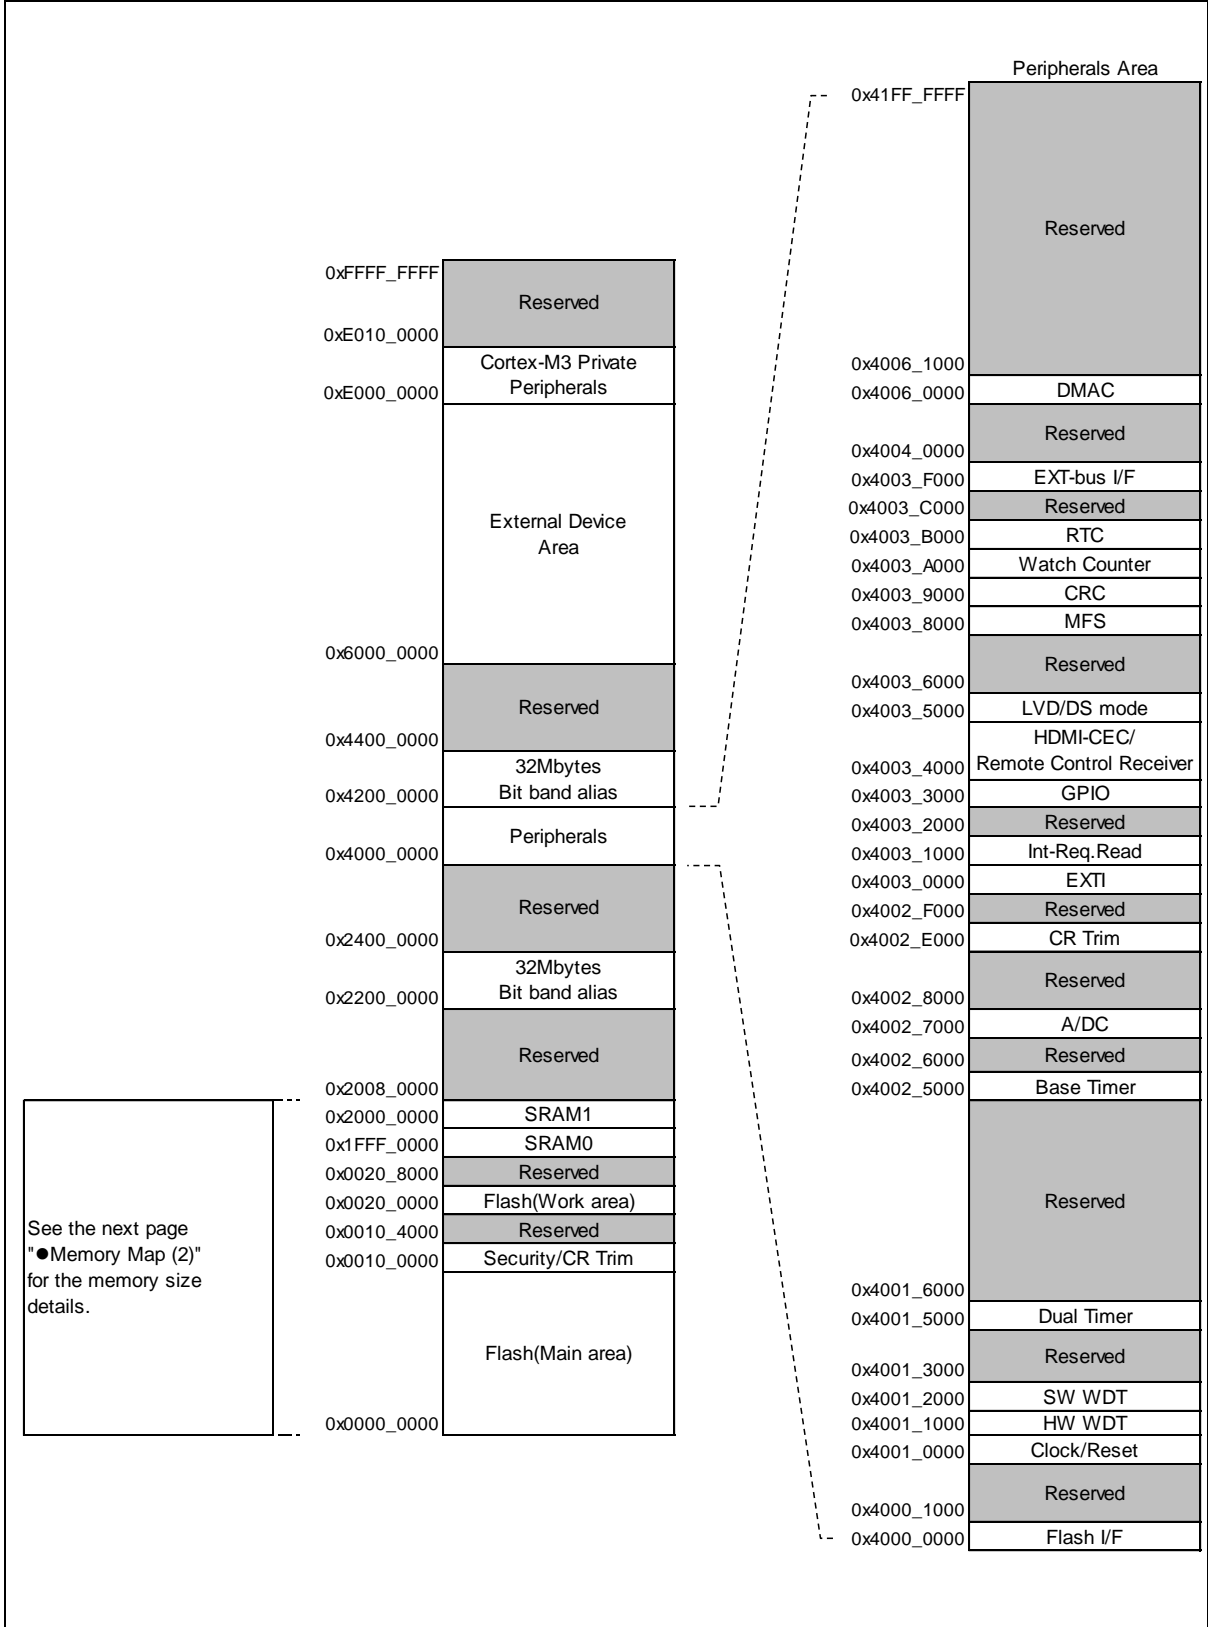 Peripherals Area
0x41FF_FFFF
Reserved
0x4006_1000
0x4006_0000 DMAC
Reserved
0x4004_0000
0x4003_F000 EXT-bus I/F
0x4003_C000 Reserved
0x4003_B000 RTC
0x4003_A000 Watch Counter
0x4003_9000 CRC
0x4003_8000 MFS
Reserved
0x4003_6000
0x4003_5000 LVD/DS mode
HDMI-CEC/
0x4003_4000 Remote Control Receiver
0x4003_3000 GPIO
0x4003_2000 Reserved
0x4003_1000 Int-Req.Read
0x4003_0000 EXTI
0x4002_F000 Reserved
0x4002_E000 CR Trim
Reserved
0x4002_8000
0x4002_7000 A/DC
0x4002_6000 Reserved
0x4002_5000 Base Timer
Reserved
0x4001_6000
0x4001_5000 Dual Timer
Reserved
0x4001_3000
0x4001_2000 SW WDT
0x4001_1000 HW WDT
0x4001_0000 Clock/Reset
Reserved
0x4000_1000
0x4000_0000 Flash I/F
0xFFFF_FFFF
Reserved
0xE010_0000
Cortex-M3 Private
0xE000_0000 Peripherals
External Device
Area
0x6000_0000
Reserved
0x4400_0000
32Mbytes
0x4200_0000 Bit band alias
Peripherals
0x4000_0000
Reserved
0x2400_0000
32Mbytes
0x2200_0000 Bit band alias
Reserved
0x2008_0000
0x2000_0000 SRAM1
0x1FFF_0000 SRAM0
0x0020_8000 Reserved
0x0020_0000 Flash(Work area)
0x0010_4000 Reserved
0x0010_0000 Security/CR Trim
Flash(Main area)
0x0000_0000
See the next page
"●Memory Map (2)"
for the memory size
details.